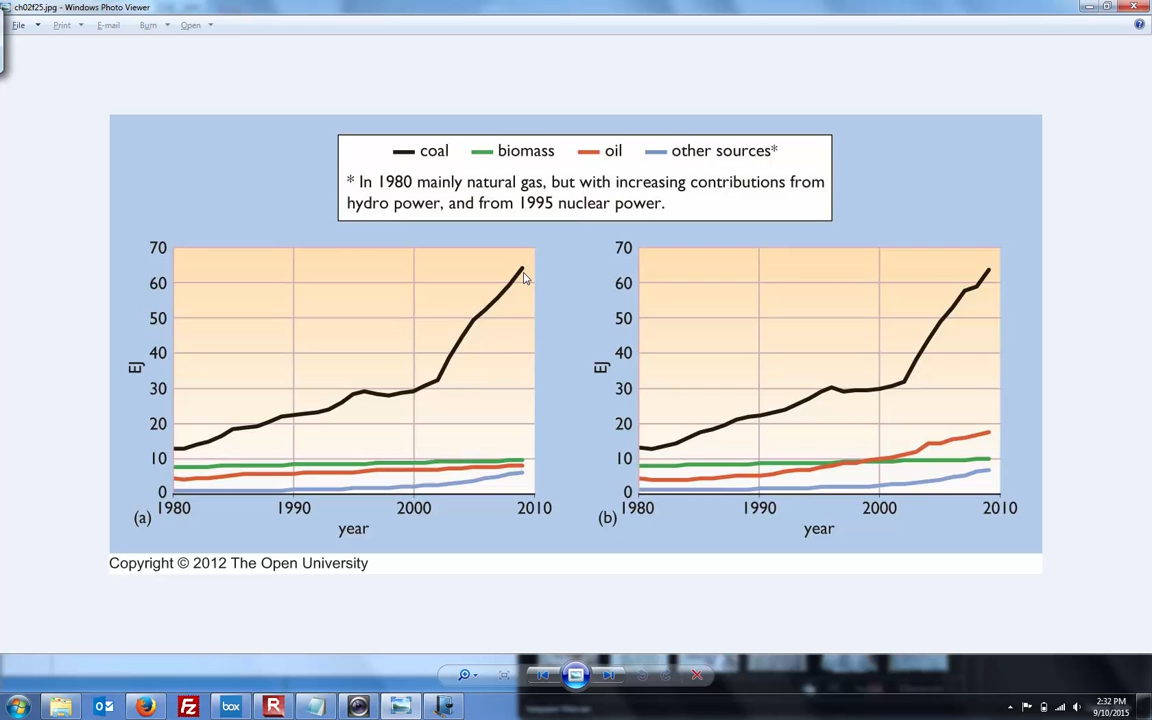 ch02f25.jpg - Windows Photo Viewer
File Print E-mail Burn Open
coal biomass oil other sources*
* In 1980 mainly natural gas, but with increasing contributions from
hydro power, and from 1995 nuclear power.
70
60
50
40
30
20
10
0
EJ
1980 1990 2000 2010
year
(a)
70
60
50
40
30
20
10
0
EJ
1980 1990 2000 2010
year
(b)
Copyright © 2012 The Open University
box
R
2:32 PM
9/10/2015